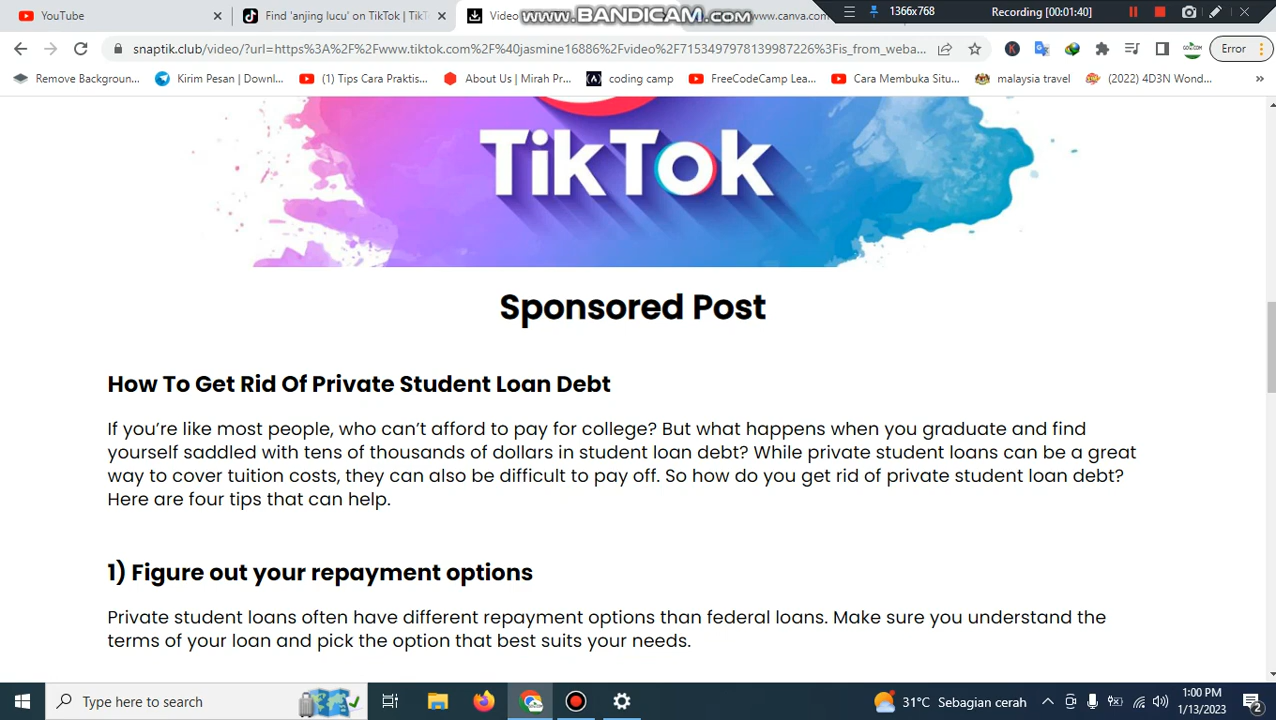 YouTube
Find 'anjing lucu' on TikTok | TikT
Video
www.BANDICAM.com
www.canva.com
1366x768
Recording [00:01:40]
snaptik.club/video/?url=https%3A%2F%2Fwww.tiktok.com%2F%40jasmine16886%2Fvideo%2F7153497978139987226%3Fis_from_weba...
K
Error
Remove Backgroun...
Kirim Pesan | Downl...
(1) Tips Cara Praktis...
About Us | Mirah Pr...
coding camp
FreeCodeCamp Lea...
Cara Membuka Situ...
malaysia travel
(2022) 4D3N Wond...
»
TikTok
Sponsored Post
How To Get Rid Of Private Student Loan Debt
If you're like most people, who can't afford to pay for college? But what happens when you graduate and find
yourself saddled with tens of thousands of dollars in student loan debt? While private student loans can be a great
way to cover tuition costs, they can also be difficult to pay off. So how do you get rid of private student loan debt?
Here are four tips that can help.
1) Figure out your repayment options
Private student loans often have different repayment options than federal loans. Make sure you understand the
terms of your loan and pick the option that best suits your needs.
Type here to search
31°C Sebagian cerah
1:00 PM
1/13/2023
2